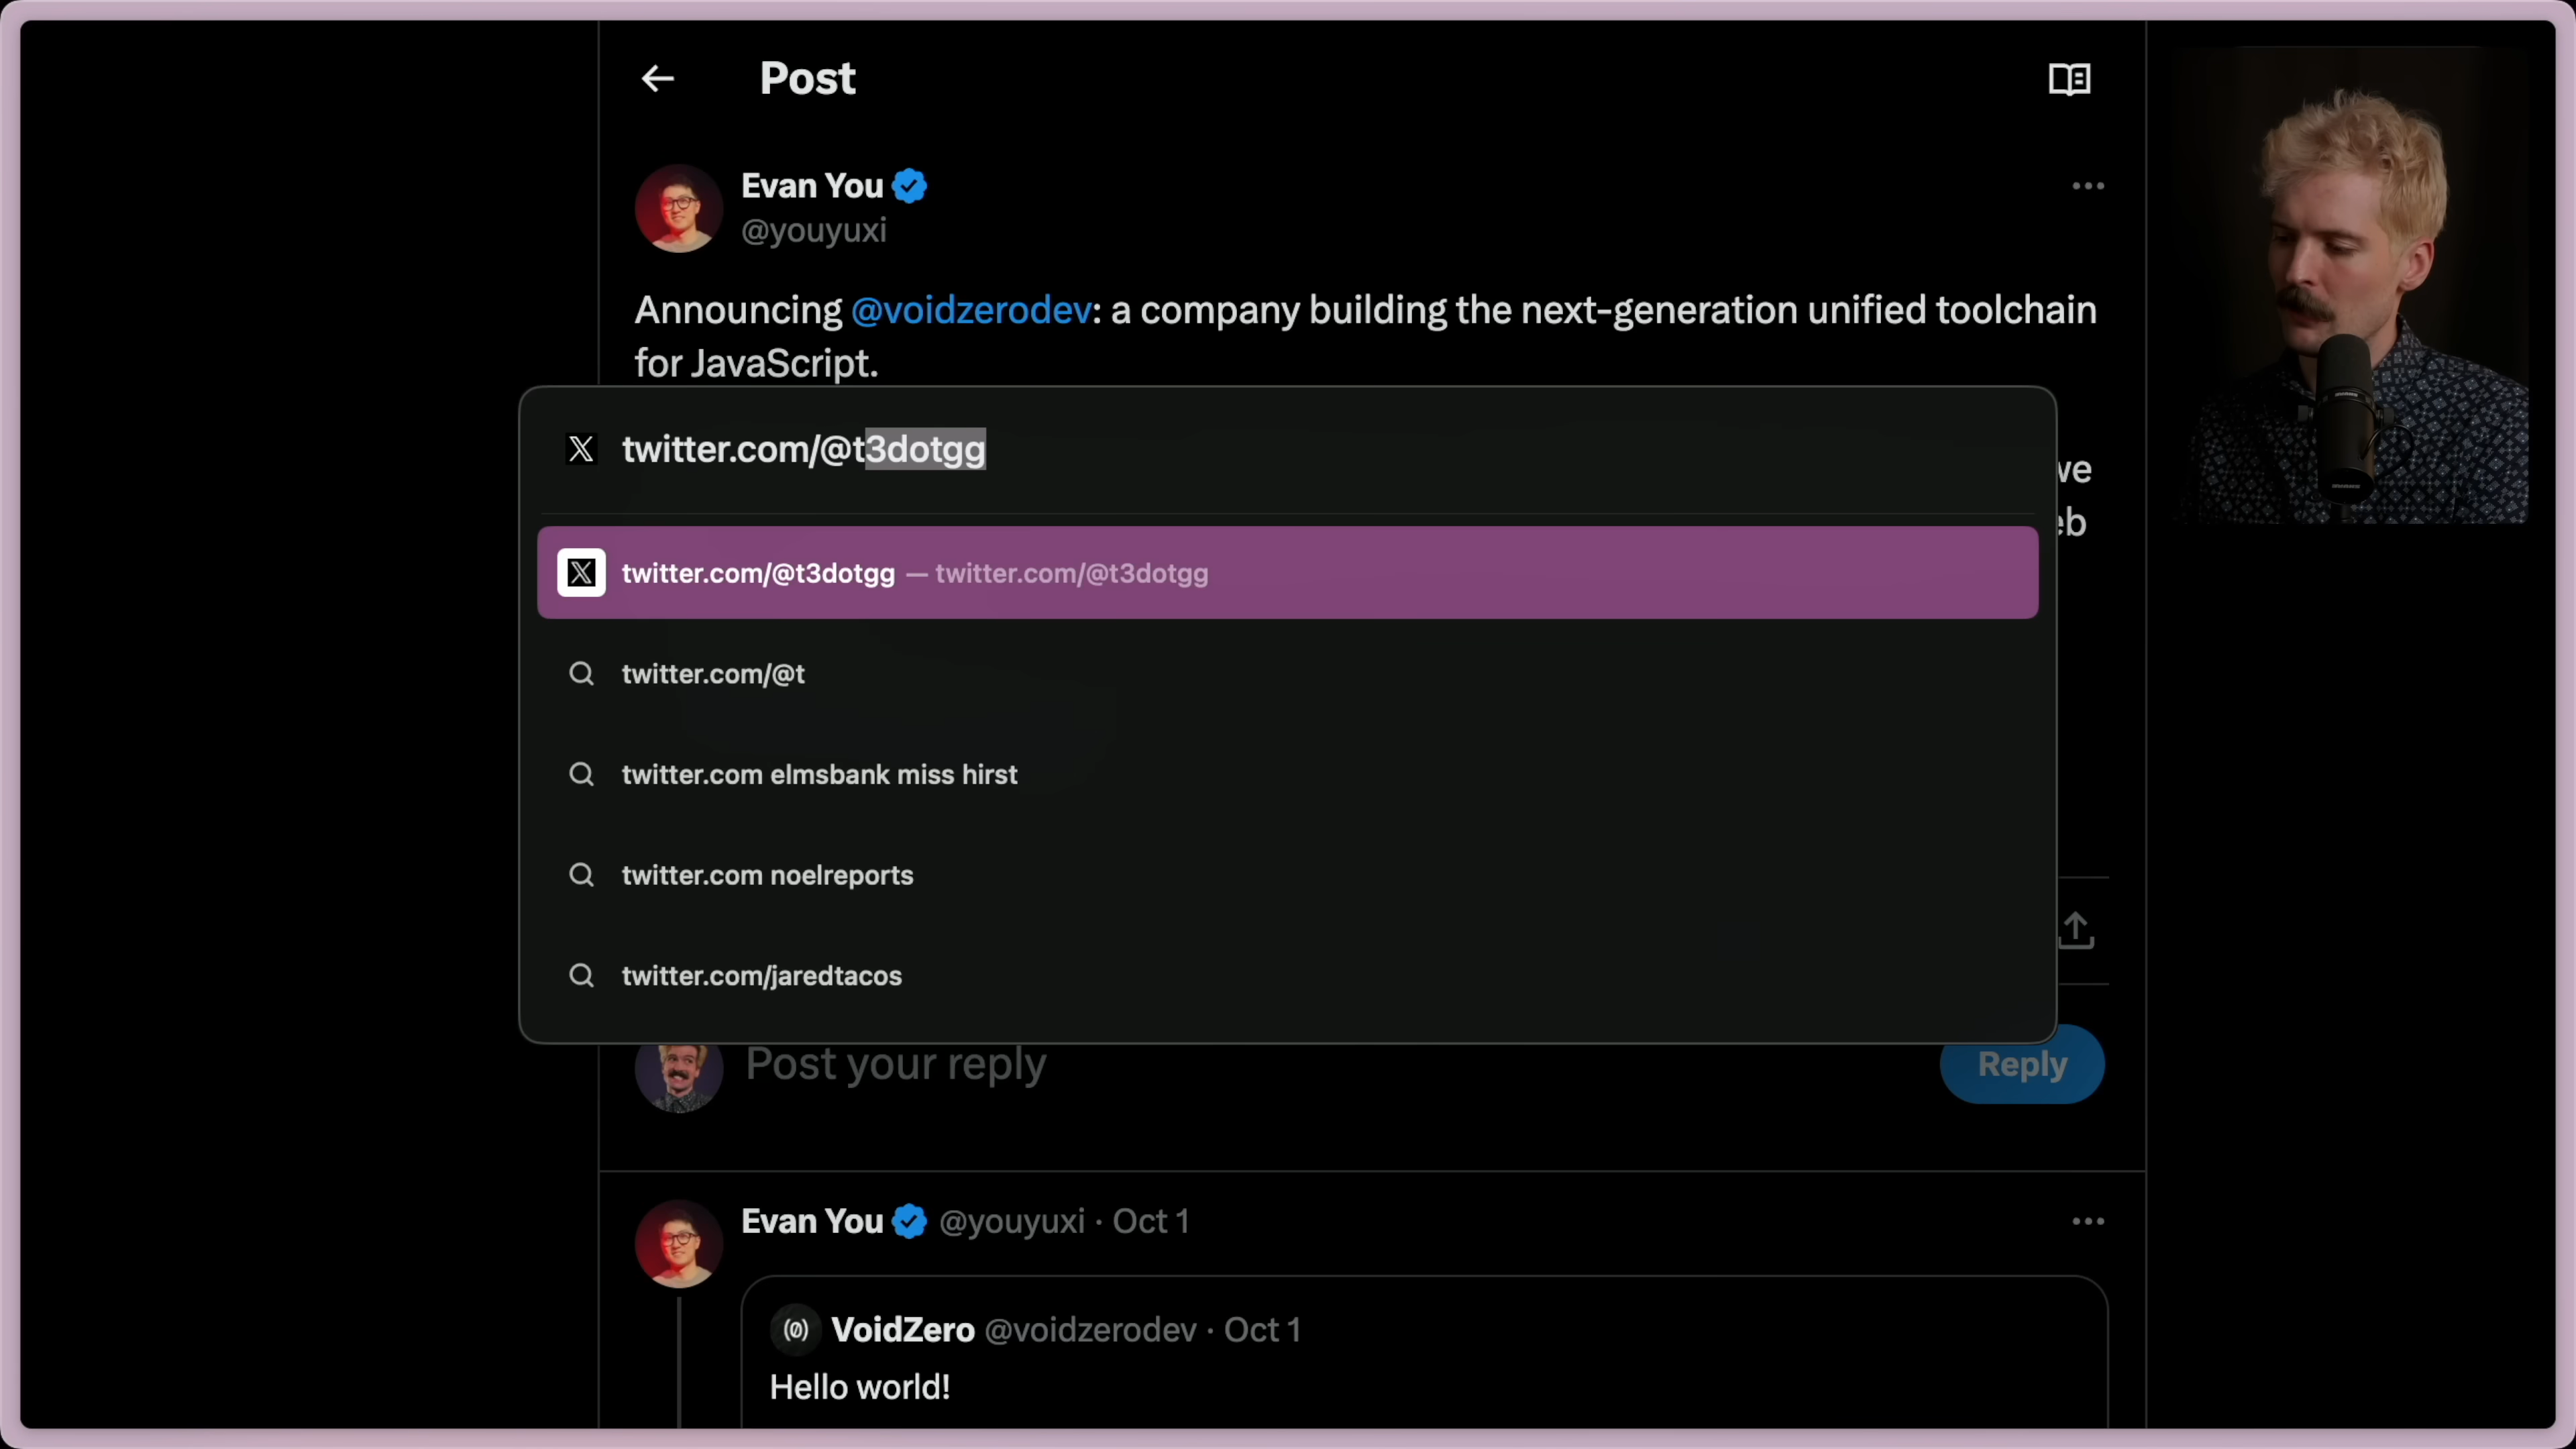 Post
Evan You
@youyuxi
Announcing @voidzerodev: a company building the next-generation unified toolchain
for JavaScript.
twitter.com/@t3dotgg
we
twitter.com/@t3dotgg — twitter.com/@t3dotgg
twitter.com/@t
twitter.com elmsbank miss hirst
twitter.com noelreports
twitter.com/jaredtacos
Post your reply
Reply
Evan You @youyuxi · Oct 1
(0) VoidZero @voidzerodev · Oct 1
Hello world!